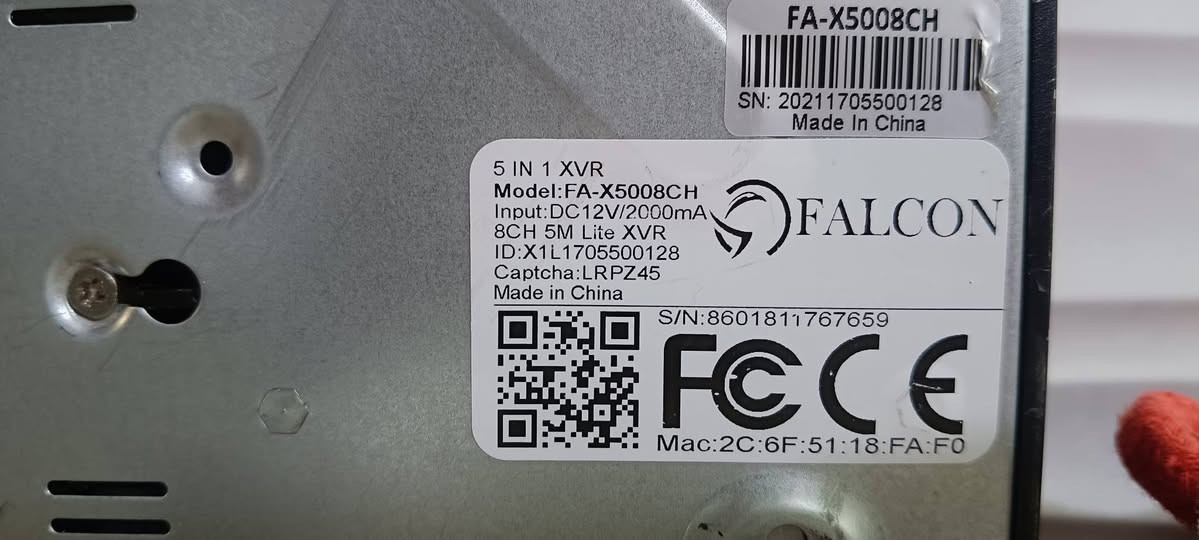 FA-X5008CH
SN: 20211705500128
Made In China
5 IN 1 XVR
Model:FA-X5008CH
Input:DC12V/2000mA
8CH 5M Lite XVR
ID:X1L1705500128
Captcha:LRPZ45
Made in China
FALCON
S/N:8601811767659
FC CE
Mac:2C:6F:51:18:FA:F0